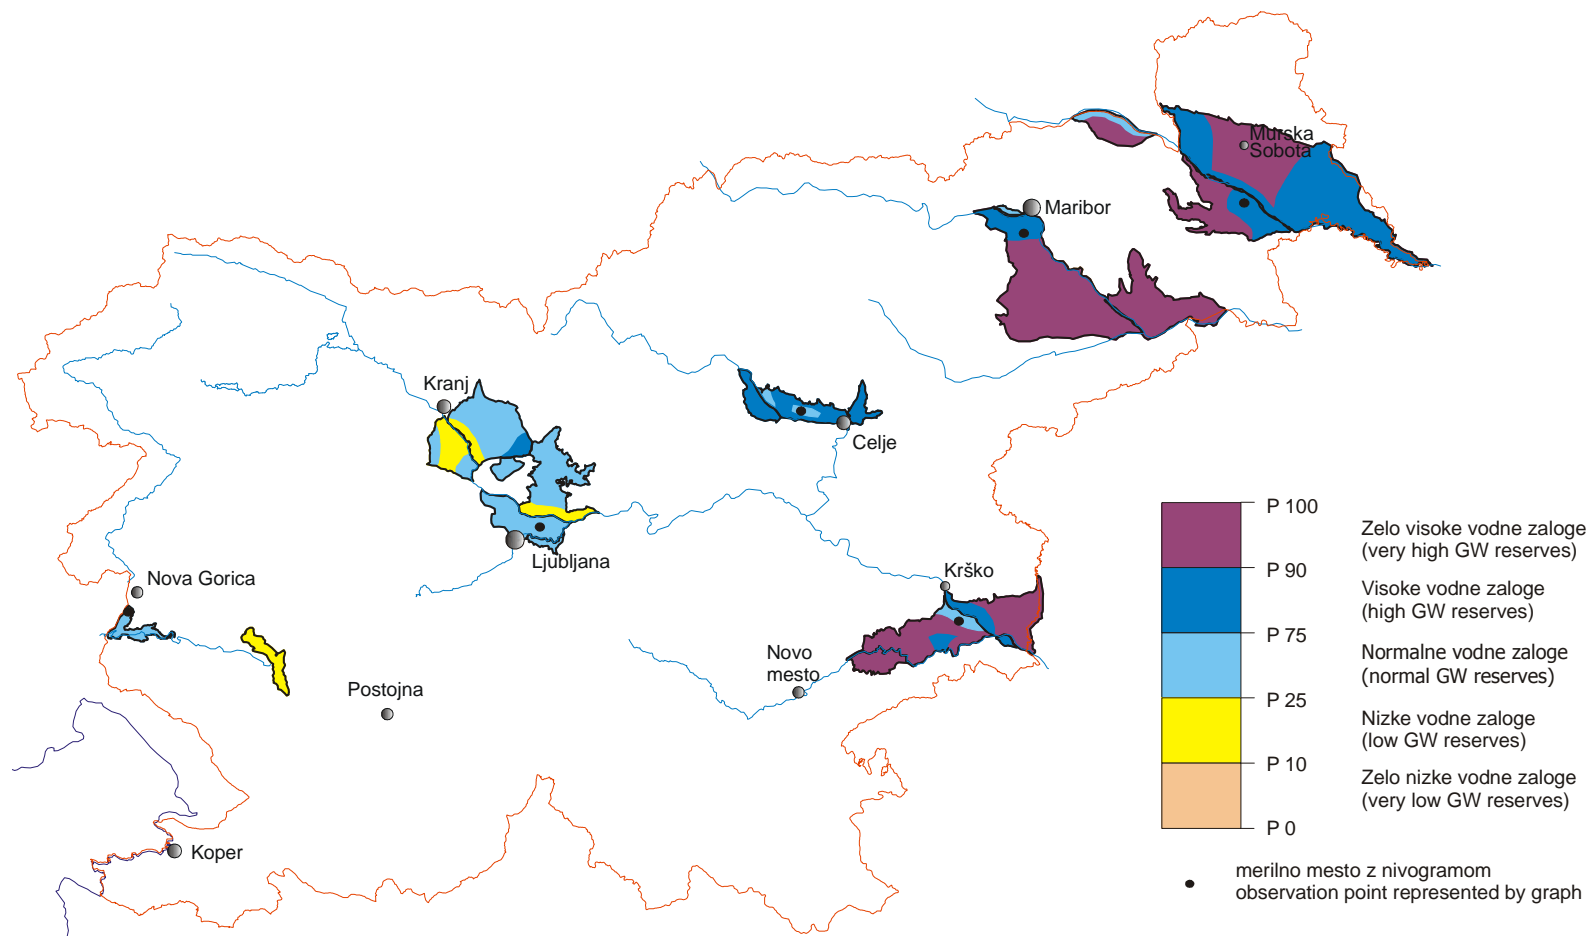 Murska
Sobota
Maribor
Kranj
Celje
Ljubljana
Nova Gorica
Krško
Novo
mesto
Postojna
Koper
P 100
Zelo visoke vodne zaloge
(very high GW reserves)
P 90
Visoke vodne zaloge
(high GW reserves)
P 75
Normalne vodne zaloge
(normal GW reserves)
P 25
Nizke vodne zaloge
(low GW reserves)
P 10
Zelo nizke vodne zaloge
(very low GW reserves)
P 0
merilno mesto z nivogramom
observation point represented by graph